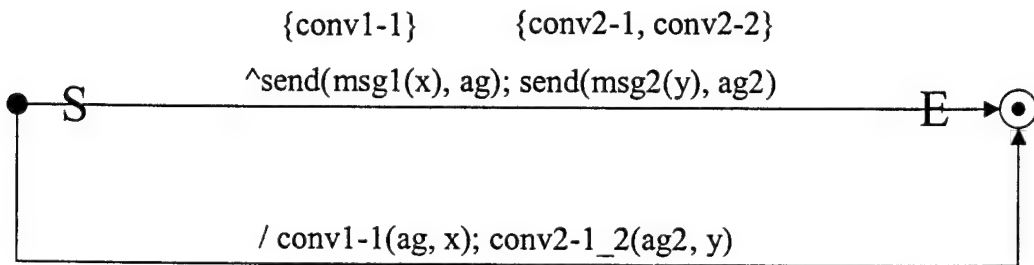 {conv1-1} {conv2-1, conv2-2}
^send(msg1(x), ag); send(msg2(y), ag2)
S E
/ conv1-1(ag, x); conv2-1_2(ag2, y)